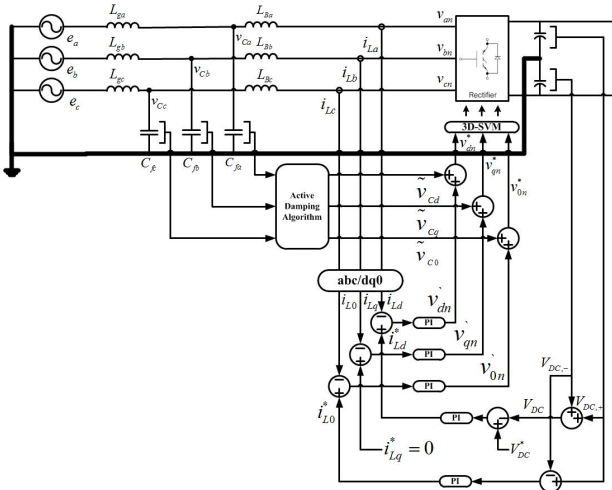 L_ga
L_Ba
v_an
e_a
v_Ca
i_La
L_gb
L_Bb
v_bn
e_b
v_Cb
i_Lb
L_gc
L_Bc
v_cn
e_c
v_Cc
i_Lc
Rectifier
3D-SVM
C_fc
C_fb
C_fa
v*_dn
v*_qn
v*_0n
Active
Damping
Algorithm
ṽ_Cd
ṽ_Cq
ṽ_C0
abc/dq0
i_L0
i_Lq
i_Ld
v`_dn
PI
i*_Ld
v`_qn
PI
v`_0n
PI
i*_L0
V_DC,-
V_DC,+
PI
V_DC
i*_Lq = 0
V*_DC
PI